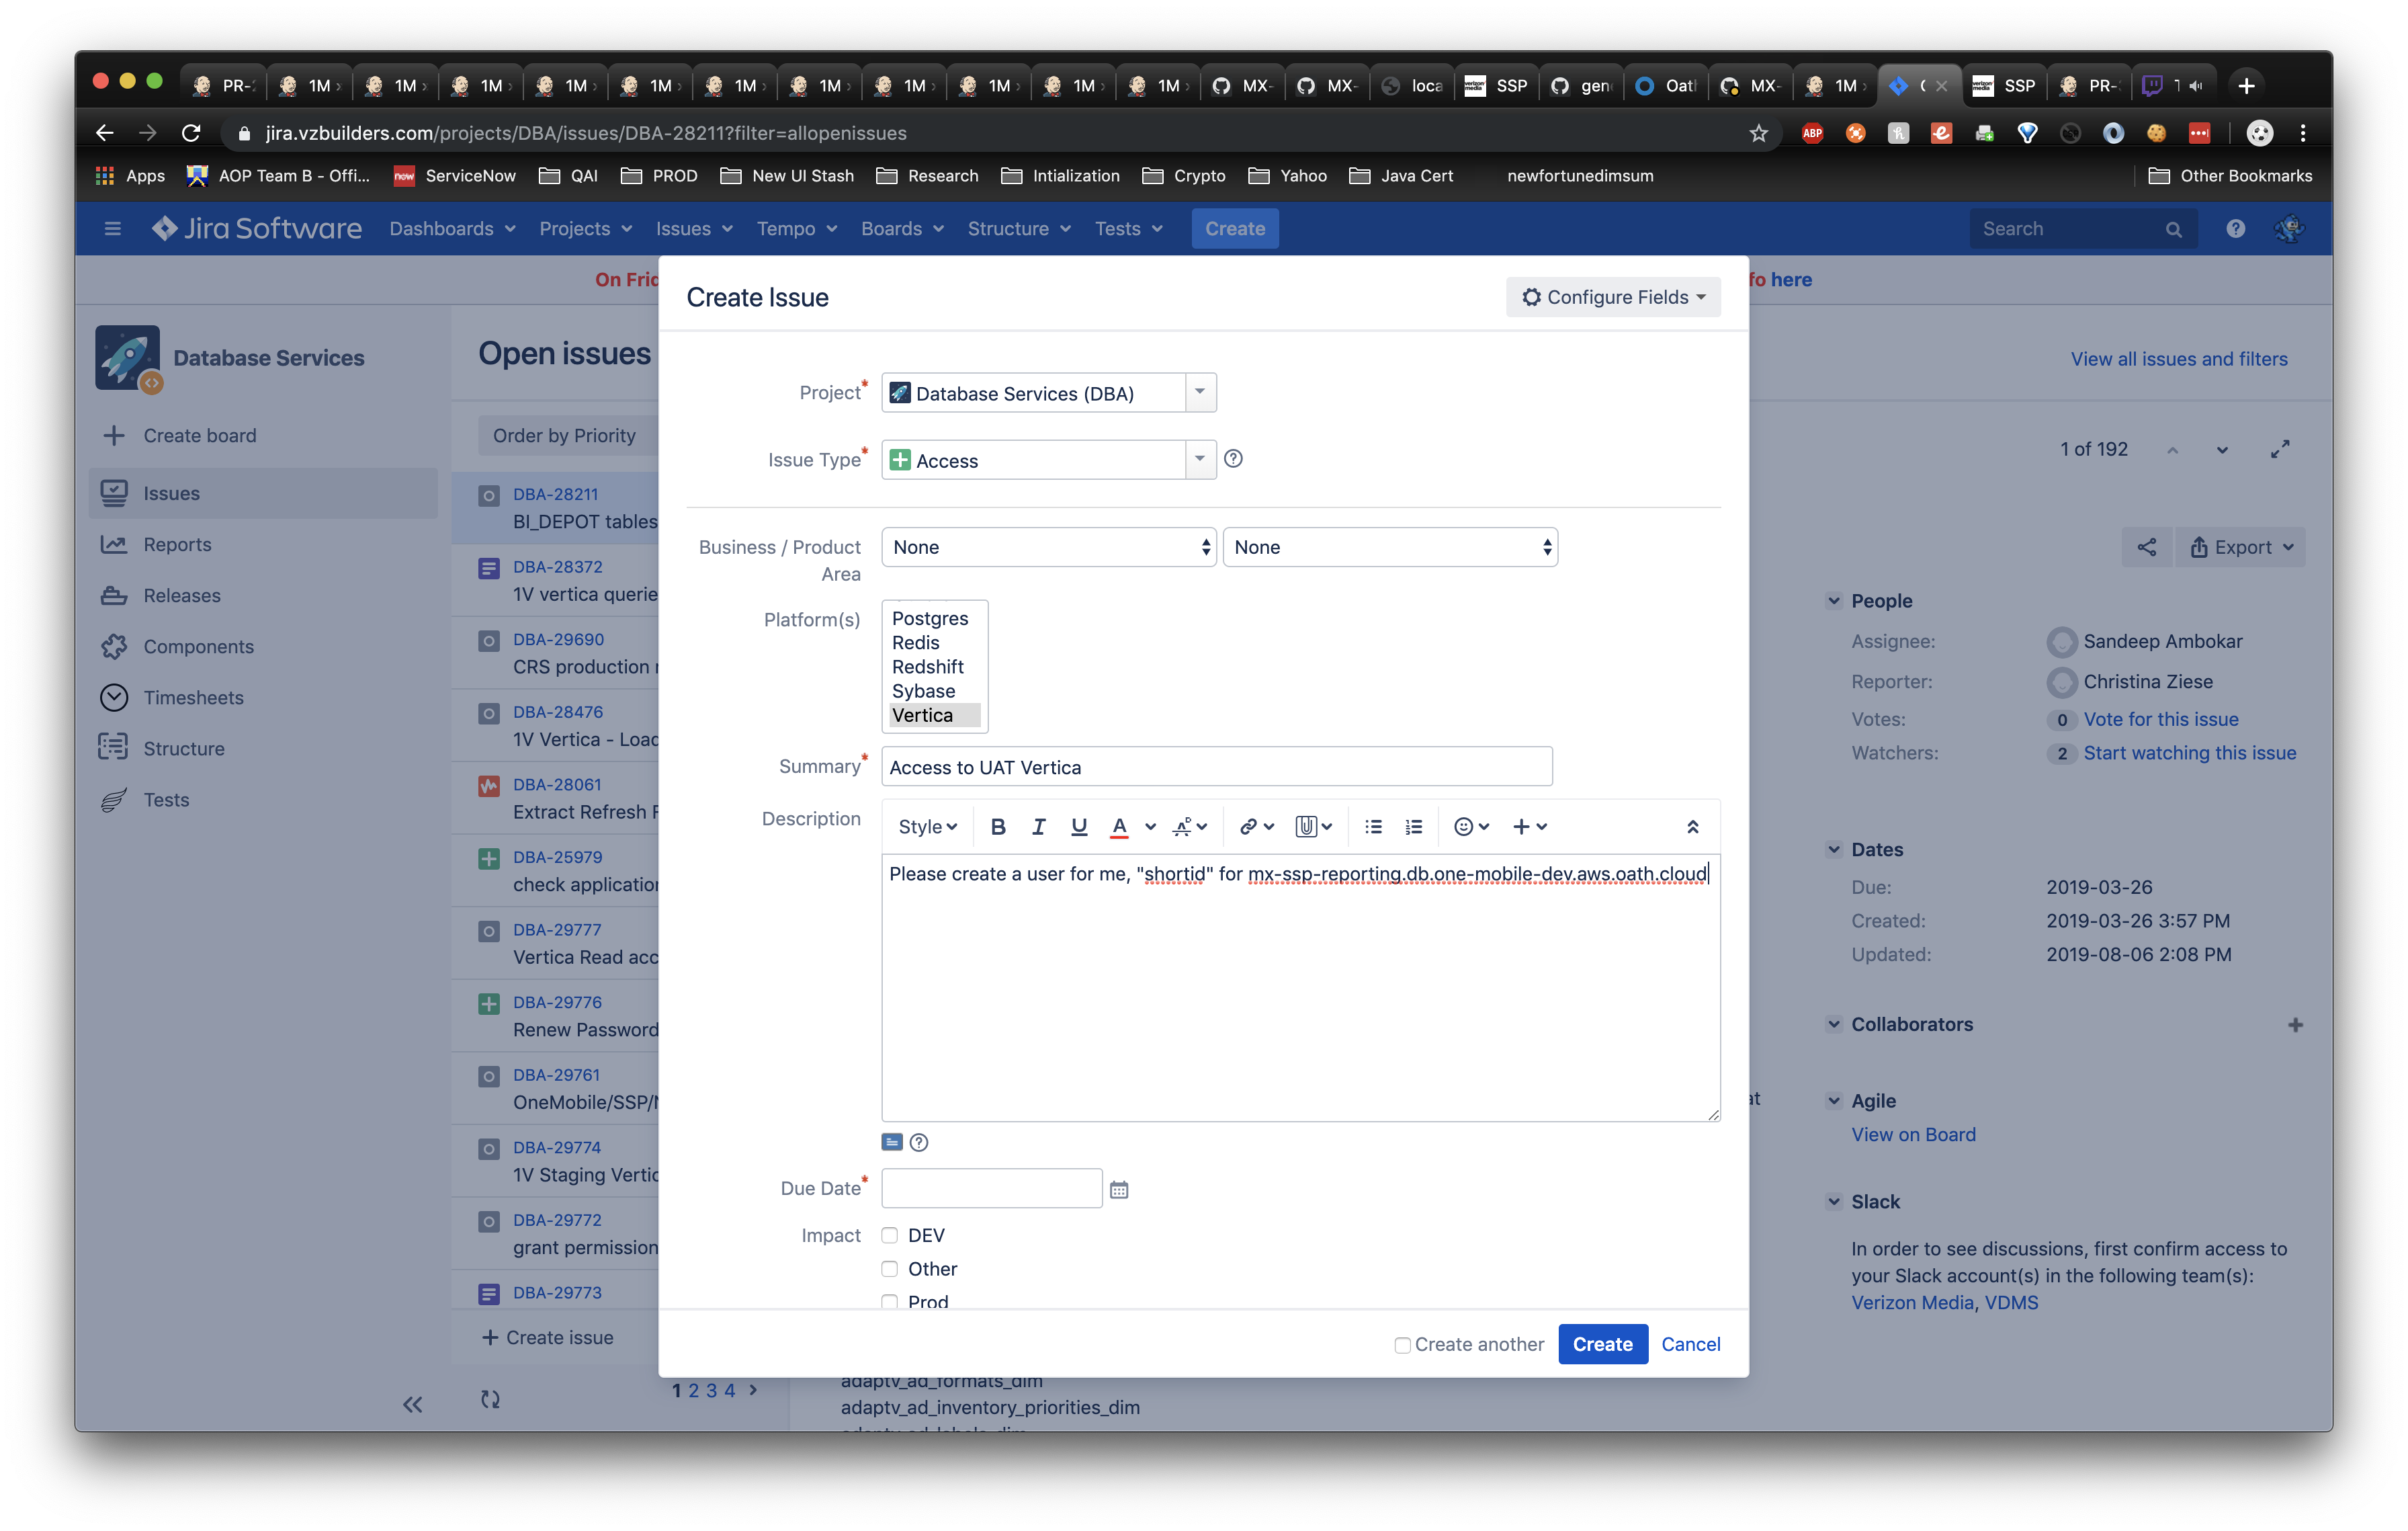 PR-: 1M 1M 1M 1M 1M 1M 1M 1M 1M 1M 1M MX- MX- loca SSP gen Oath MX- 1M SSP PR-
jira.vzbuilders.com/projects/DBA/issues/DBA-28211?filter=allopenissues
Apps AOP Team B - Offi... ServiceNow QAI PROD New UI Stash Research Intialization Crypto Yahoo Java Cert newfortunedimsum Other Bookmarks
Jira Software Dashboards Projects Issues Tempo Boards Structure Tests Create Search
On Frid
fo here
Database Services
Create board
Issues
Reports
Releases
Components
Timesheets
Structure
Tests
Open issues
View all issues and filters
Order by Priority
1 of 192
DBA-28211
BI_DEPOT tables
DBA-28372
1V vertica querie
DBA-29690
CRS production
DBA-28476
1V Vertica - Load
DBA-28061
Extract Refresh F
DBA-25979
check application
DBA-29777
Vertica Read acc
DBA-29776
Renew Password
DBA-29761
OneMobile/SSP/
DBA-29774
1V Staging Vertic
DBA-29772
grant permission
DBA-29773
+ Create issue
1 2 3 4
Create Issue
Configure Fields
Project*
Database Services (DBA)
Issue Type*
Access
Business / Product Area
None
None
Platform(s)
Postgres
Redis
Redshift
Sybase
Vertica
Summary*
Access to UAT Vertica
Description
Style B I U A
Please create a user for me, "shortid" for mx-ssp-reporting.db.one-mobile-dev.aws.oath.cloud
Due Date*
Impact
DEV
Other
Prod
Create another Create Cancel
adaptv_ad_formats_dim
adaptv_ad_inventory_priorities_dim
adaptv_ad_labels_dim
at
Export
People
Assignee: Sandeep Ambokar
Reporter: Christina Ziese
Votes: 0 Vote for this issue
Watchers: 2 Start watching this issue
Dates
Due: 2019-03-26
Created: 2019-03-26 3:57 PM
Updated: 2019-08-06 2:08 PM
Collaborators
Agile
View on Board
Slack
In order to see discussions, first confirm access to
your Slack account(s) in the following team(s):
Verizon Media, VDMS